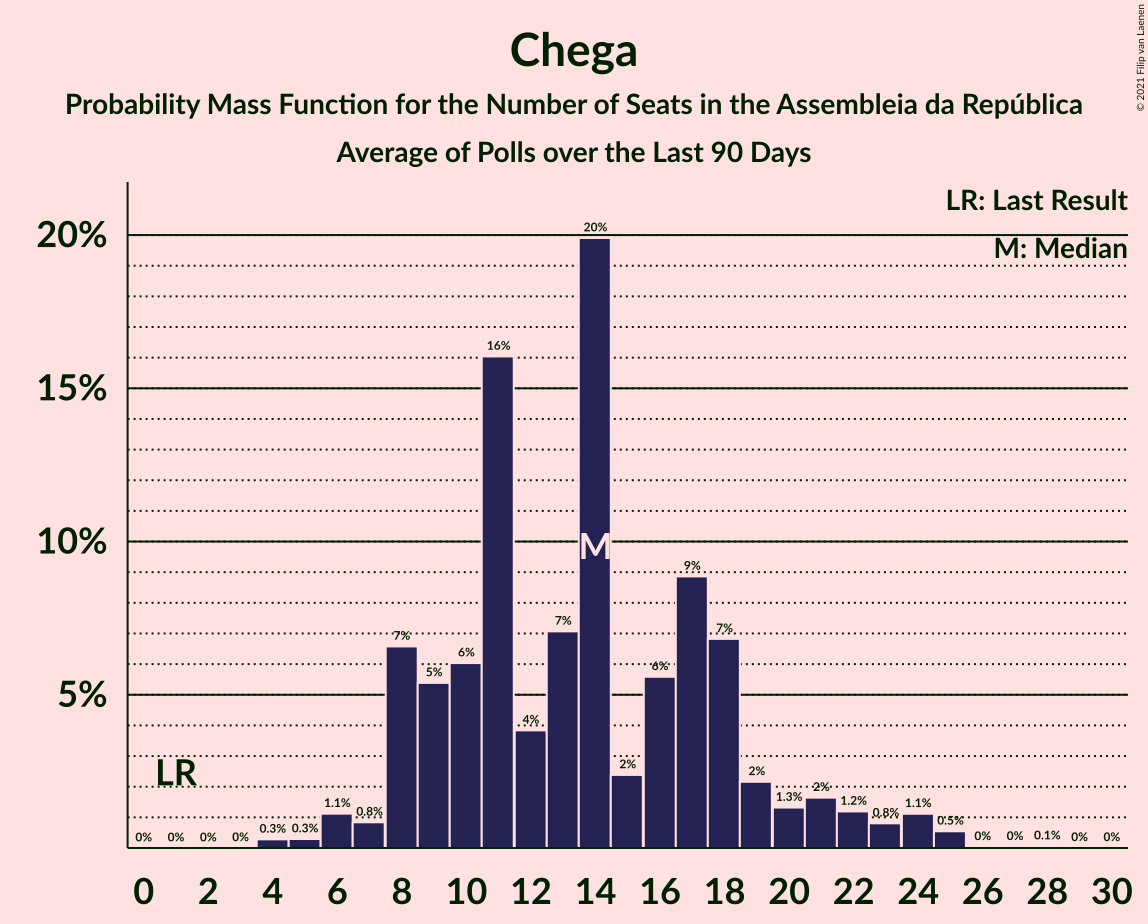 Chega
Probability Mass Function for the Number of Seats in the Assembleia da República
Average of Polls over the Last 90 Days
© 2021 Filip van Laenen
LR: Last Result
M: Median
20%
15%
10%
5%
LR
M
0% 0% 0% 0% 0.3% 0.3% 1.1% 0.8% 7% 5% 6% 16% 4% 7% 20% 2% 6% 9% 7% 2% 1.3% 2% 1.2% 0.8% 1.1% 0.5% 0% 0% 0.1% 0% 0%
0 2 4 6 8 10 12 14 16 18 20 22 24 26 28 30